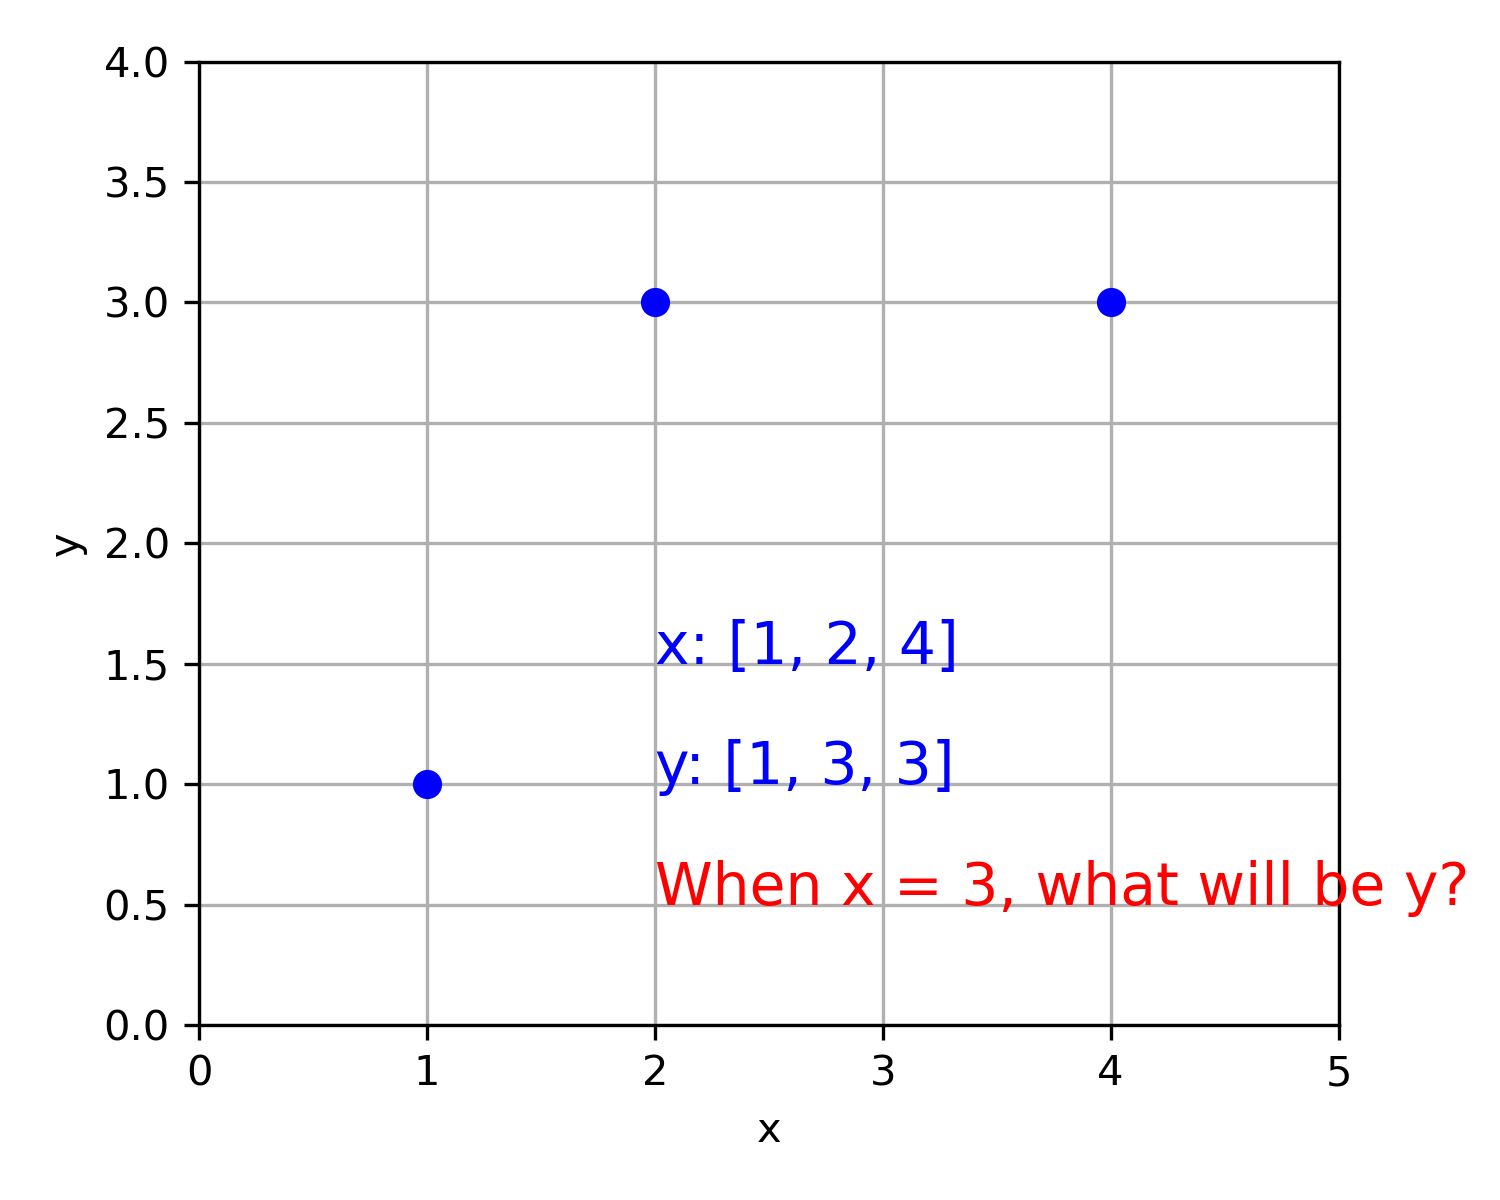 4.0
3.5
3.0
2.5
y
2.0
x: [1, 2, 4]
1.5
y: [1, 3, 3]
1.0
When x = 3, what will be y?
0.5
0.0
0 1 2 3 4 5
x